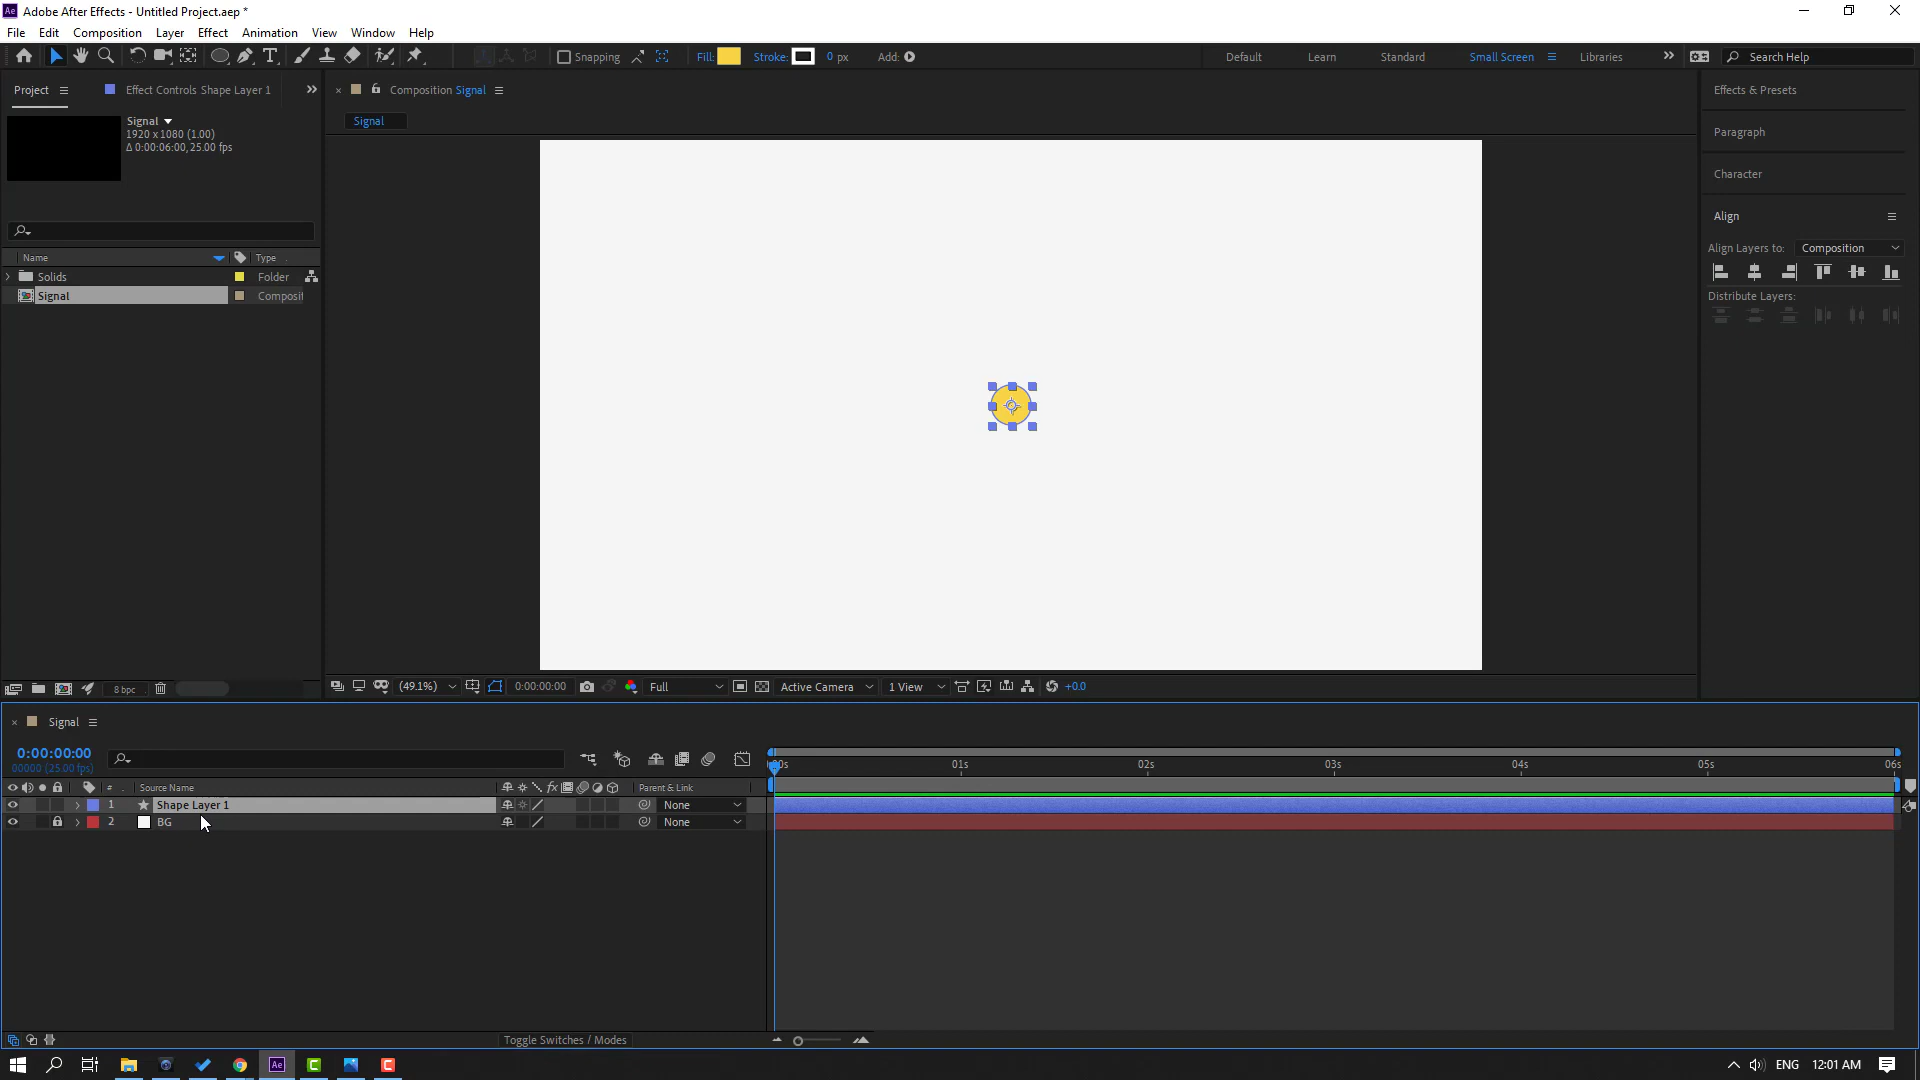 Adobe After Effects - Untitled Project.aep *
File Edit Composition Layer Effect Animation View Window Help
Snapping Fill: Stroke: 0 px Add: Default Learn Standard Small Screen Libraries Search Help
Project Effect Controls Shape Layer 1
Composition Signal
Signal
Signal
1920 x 1080 (1.00)
Δ 0:00:06:00, 25.00 fps
Name Type
Solids Folder
Signal Composit
Effects & Presets
Paragraph
Character
Align
Align Layers to: Composition
Distribute Layers:
8 bpc
(49.1%) 0:00:00:00 Full Active Camera 1 View +0.0
Signal
0:00:00:00
00000 (25.00 fps)
:00s 01s 02s 03s 04s 05s 06s
# Source Name fx Parent & Link
1 Shape Layer 1 None
2 BG None
Toggle Switches / Modes
Ae ENG 12:01 AM